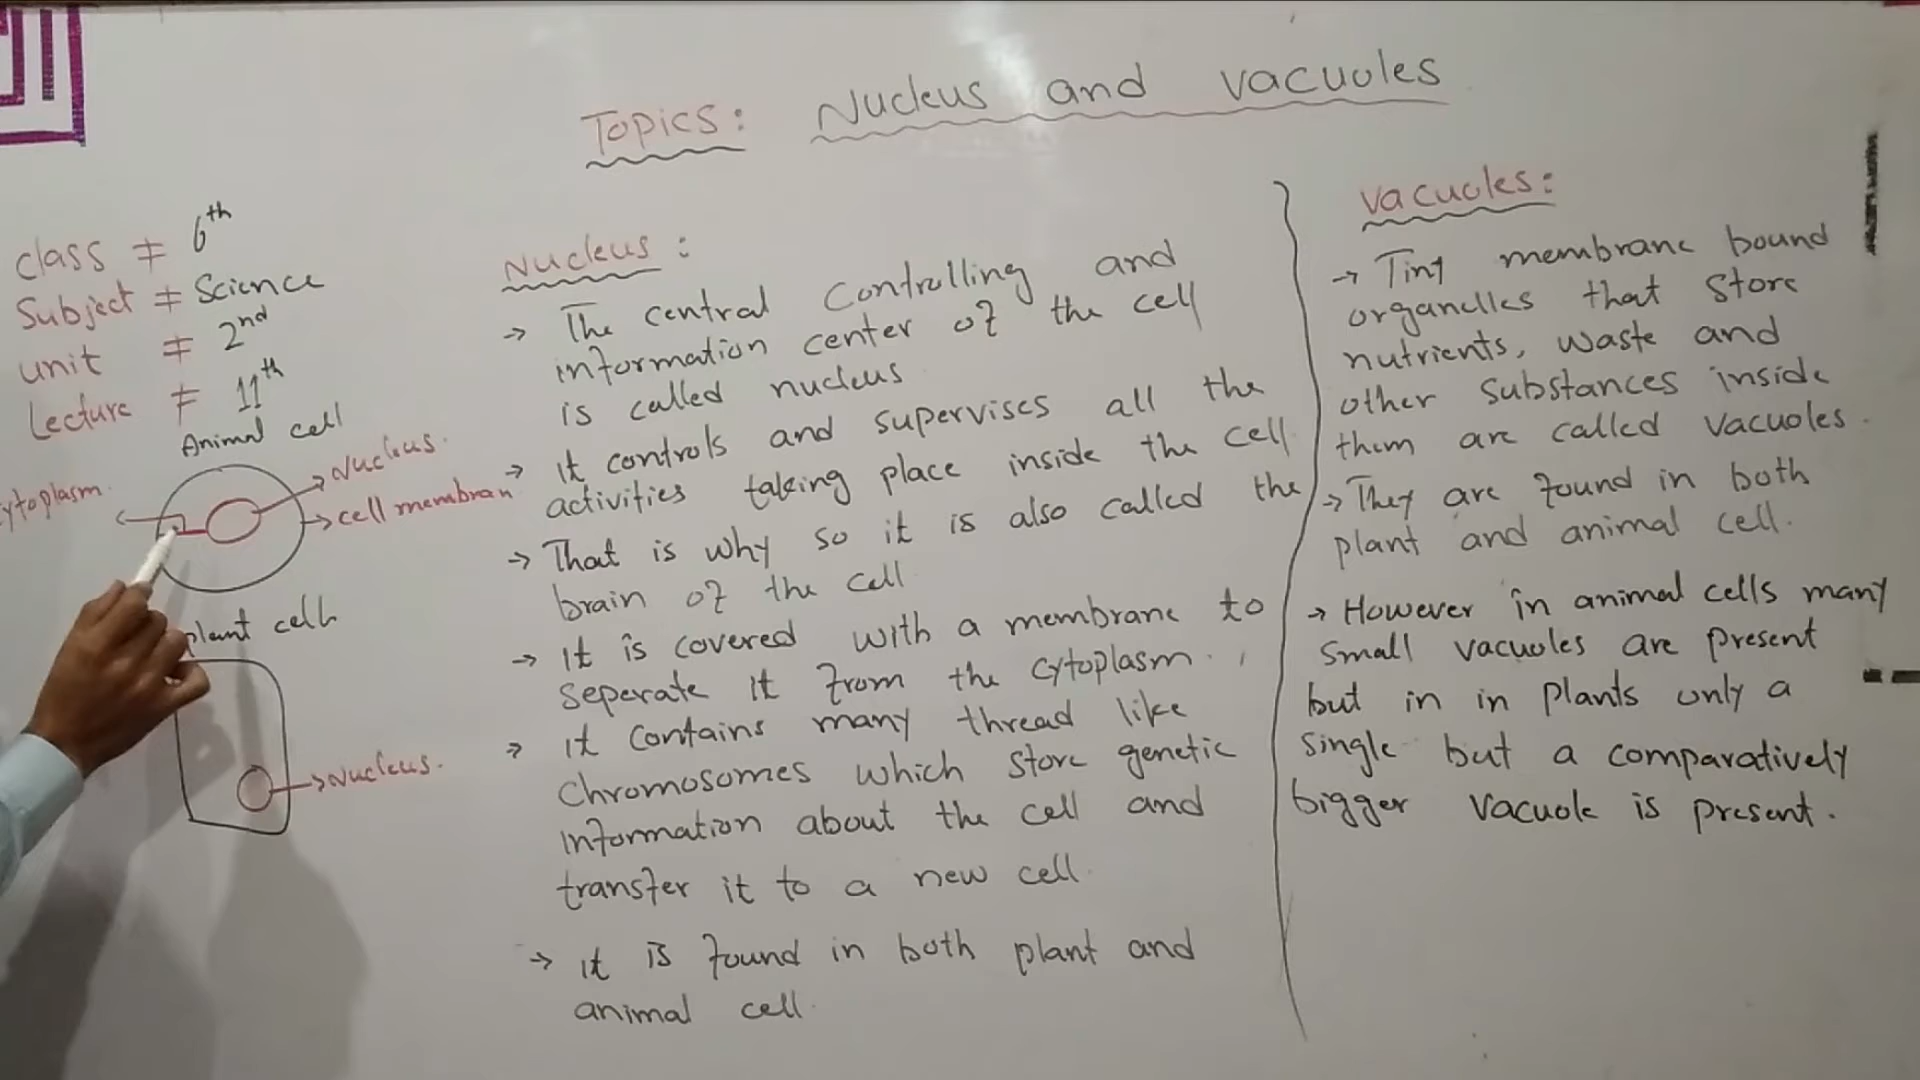 Topics: Nucleus and vacuoles
class ≠ 6th
Subject ≠ Science
unit ≠ 2nd
Lecture ≠ 11th
Animal cell
Nucleus.
cell membran
cytoplasm.
plant cell
Nucleus.
Nucleus:
→ The central controlling and
information center of the cell
is called nucleus
→ it controls and supervises all the
activities taking place inside the cell
→ That is why so it is also called the
brain of the cell
→ It is covered with a membrane to
seperate it from the cytoplasm.
→ it contains many thread like
chromosomes which store genetic
information about the cell and
transfer it to a new cell
→ it is found in both plant and
animal cell.
vacuoles:
→ Tiny membrane bound
organelles that store
nutrients, waste and
other substances inside
them are called vacuoles.
→ They are found in both
plant and animal cell.
→ However in animal cells many
small vacuoles are present
but in in plants only a
single but a comparatively
bigger vacuole is present.